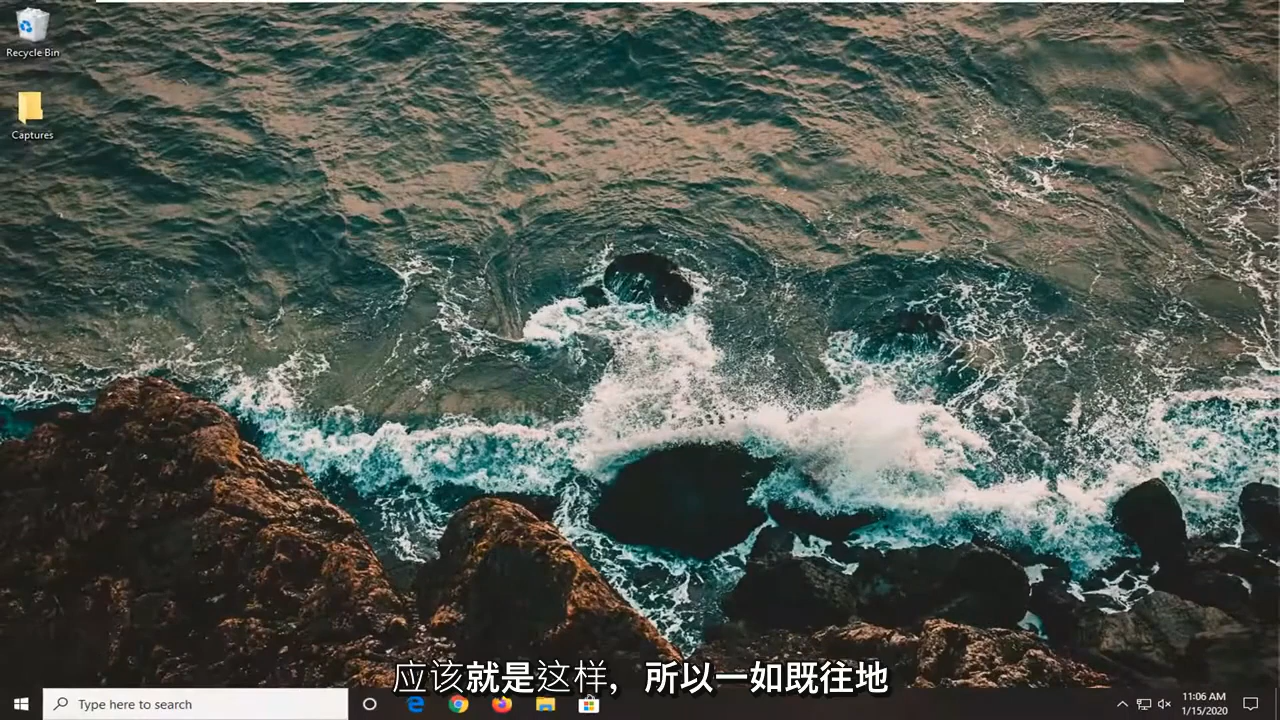 Recycle Bin
Captures
应该就是这样，所以一如既往地
Type here to search
11:06 AM
1/15/2020